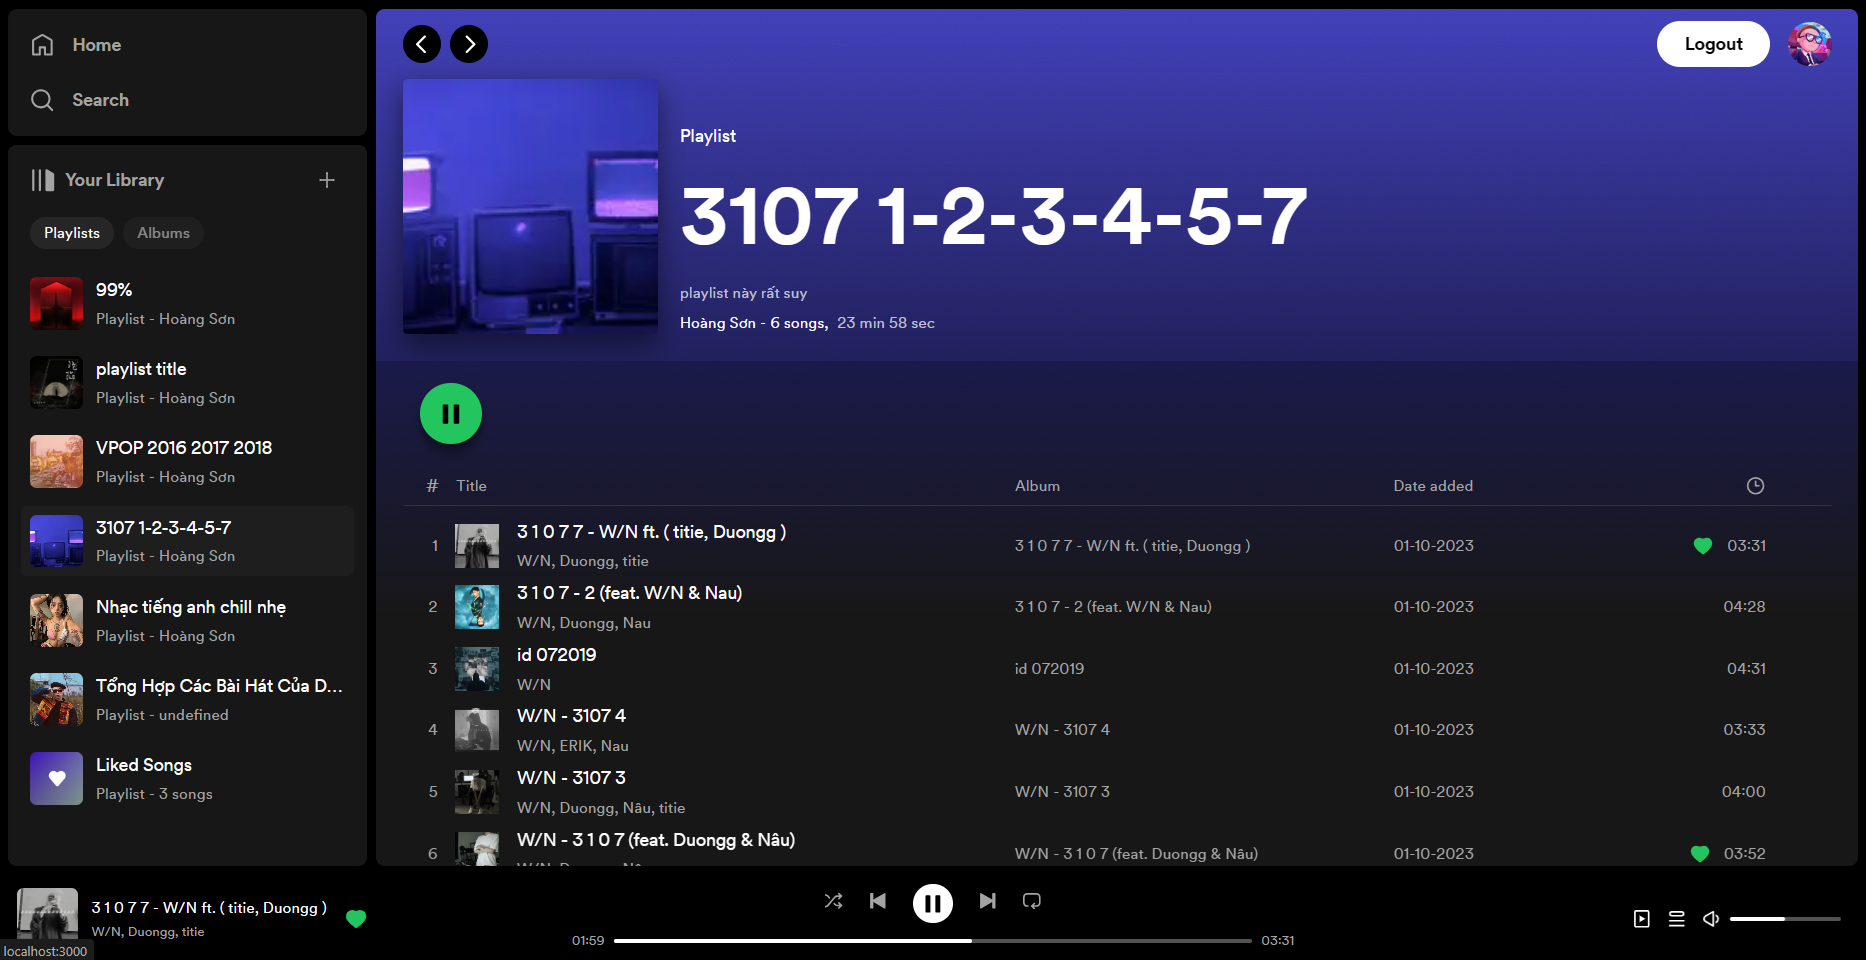 Home
Search
Your Library
Playlists Albums
99%
Playlist - Hoàng Sơn
playlist title
Playlist - Hoàng Sơn
VPOP 2016 2017 2018
Playlist - Hoàng Sơn
3107 1-2-3-4-5-7
Playlist - Hoàng Sơn
Nhạc tiếng anh chill nhẹ
Playlist - Hoàng Sơn
Tổng Hợp Các Bài Hát Của D...
Playlist - undefined
Liked Songs
Playlist - 3 songs
Logout
Playlist
3107 1-2-3-4-5-7
playlist này rất suy
Hoàng Sơn - 6 songs, 23 min 58 sec
# Title Album Date added
1 3 1 0 7 7 - W/N ft. ( titie, Duongg ) 3 1 0 7 7 - W/N ft. ( titie, Duongg ) 01-10-2023 03:31
W/N, Duongg, titie
2 3 1 0 7 - 2 (feat. W/N & Nau) 3 1 0 7 - 2 (feat. W/N & Nau) 01-10-2023 04:28
W/N, Duongg, Nau
3 id 072019 id 072019 01-10-2023 04:31
W/N
4 W/N - 3107 4 W/N - 3107 4 01-10-2023 03:33
W/N, ERIK, Nau
5 W/N - 3107 3 W/N - 3107 3 01-10-2023 04:00
W/N, Duongg, Nâu, titie
6 W/N - 3 1 0 7 (feat. Duongg & Nâu) W/N - 3 1 0 7 (feat. Duongg & Nâu) 01-10-2023 03:52
3 1 0 7 7 - W/N ft. ( titie, Duongg )
W/N, Duongg, titie
01:59 03:31
localhost:3000